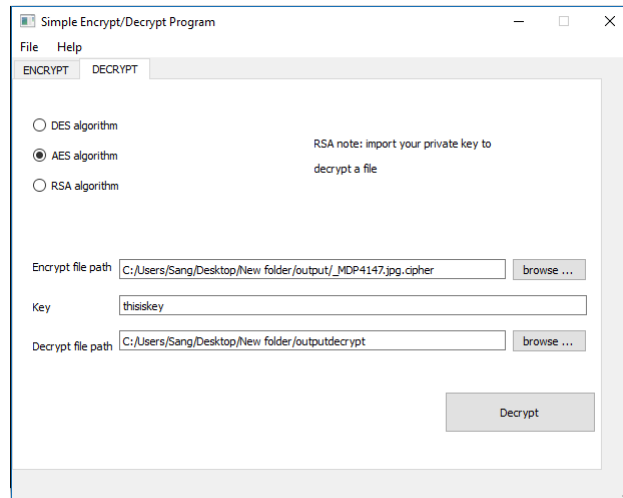 Simple Encrypt/Decrypt Program
File Help
ENCRYPT DECRYPT
DES algorithm
AES algorithm
RSA algorithm
RSA note: import your private key to
decrypt a file
Encrypt file path C:/Users/Sang/Desktop/New folder/output/_MDP4147.jpg.cipher browse ...
Key thisiskey
Decrypt file path C:/Users/Sang/Desktop/New folder/outputdecrypt browse ...
Decrypt